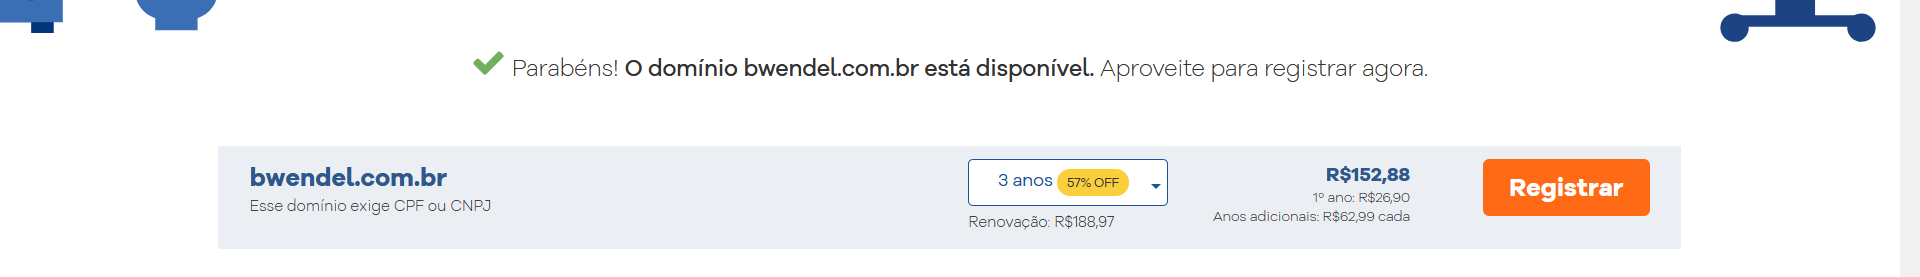 Parabéns! O domínio bwendel.com.br está disponível. Aproveite para registrar agora.
bwendel.com.br
Esse domínio exige CPF ou CNPJ
3 anos 57% OFF
Renovação: R$188,97
R$152,88
1º ano: R$26,90
Anos adicionais: R$62,99 cada
Registrar